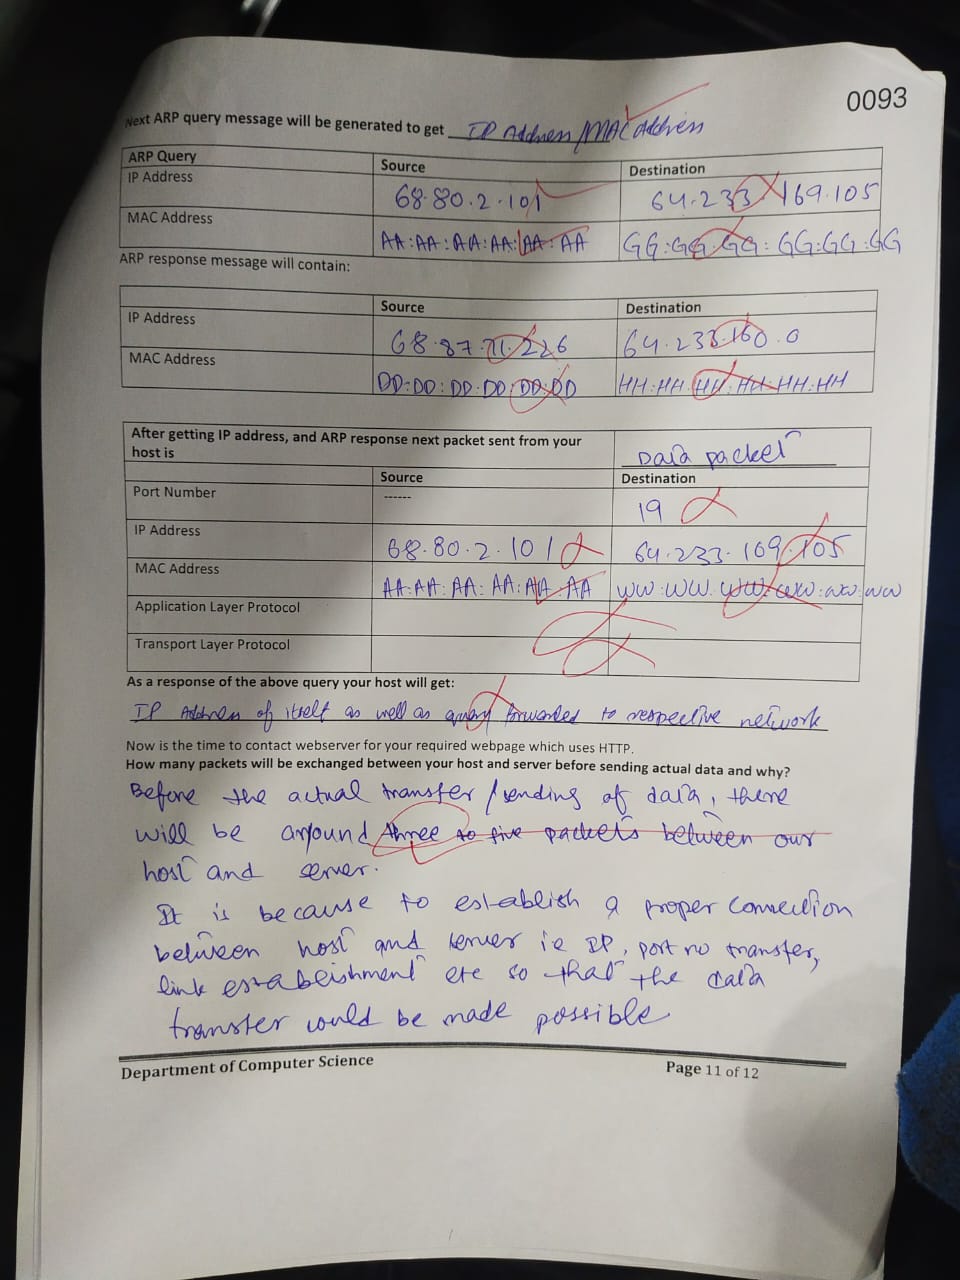 0093
Next ARP query message will be generated to get IP Address/MAC Address
ARP Query Source Destination
IP Address 68.80.2.101 64.233.169.105
MAC Address AA:AA:AA:AA:AA:AA GG:GG:GG:GG:GG:GG
ARP response message will contain:
Source Destination
IP Address 68.87.71.226 64.233.160.0
MAC Address DD:DD:DD:DD:DD:DD HH:HH:HH:HH:HH:HH
After getting IP address, and ARP response next packet sent from your
host is Data packet
Source Destination
Port Number ------ 19
IP Address 68.80.2.101 64.233.169.105
MAC Address AA:AA:AA:AA:AA:AA WW:WW:WW:WW:WW:WW
Application Layer Protocol
Transport Layer Protocol
As a response of the above query your host will get:
IP Address of itself as well as query forwarded to respective network
Now is the time to contact webserver for your required webpage which uses HTTP.
How many packets will be exchanged between your host and server before sending actual data and why?
Before the actual transfer/sending of data, there
will be around three to five packets between our
host and server.
It is because to establish a proper connection
between host and server ie IP, port no transfer,
link establishment etc so that the data
transfer would be made possible
Department of Computer Science Page 11 of 12